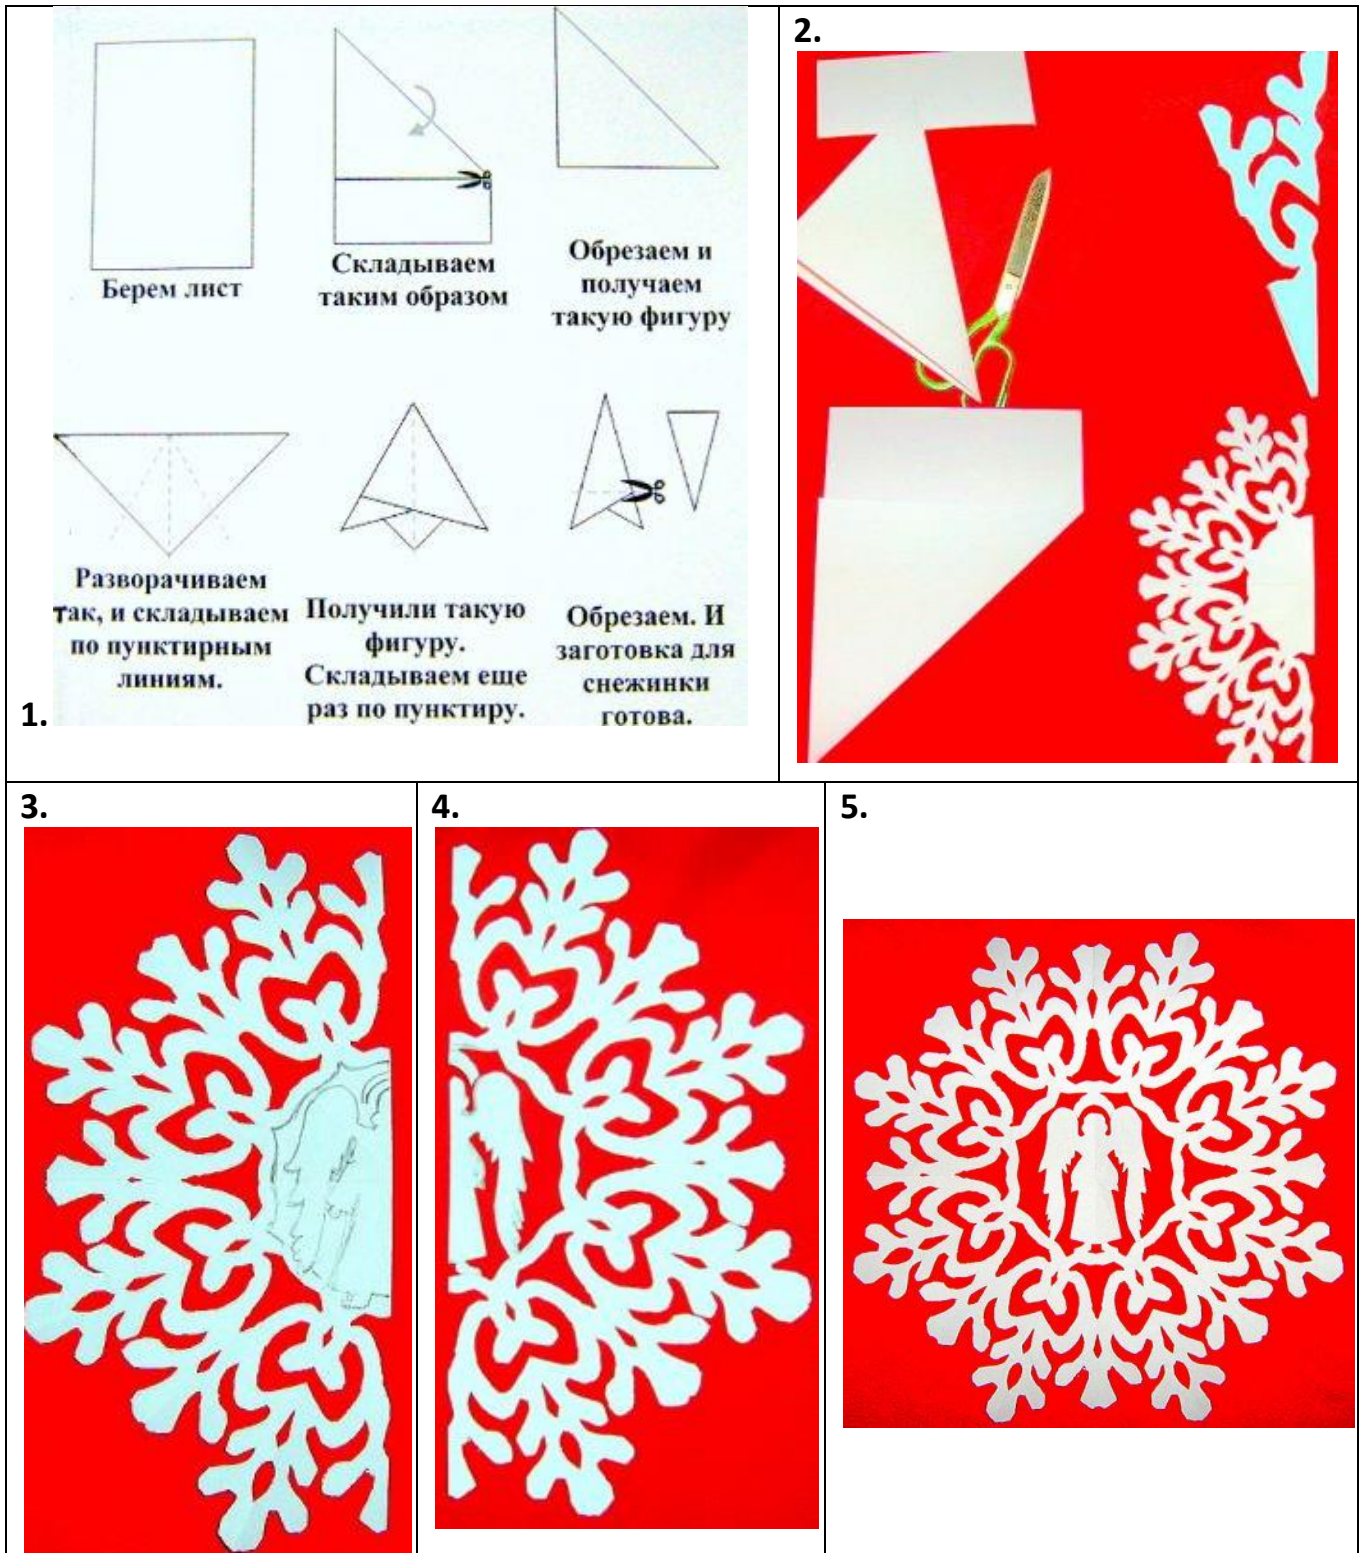 Берем лист
Складываем
таким образом
Обрезаем и
получаем
такую фигуру
Разворачиваем
так, и складываем
по пунктирным
линиям.
Получили такую
фигуру.
Складываем еще
раз по пунктиру.
Обрезаем. И
заготовка для
снежинки
готова.
1.
2.
3.
4.
5.